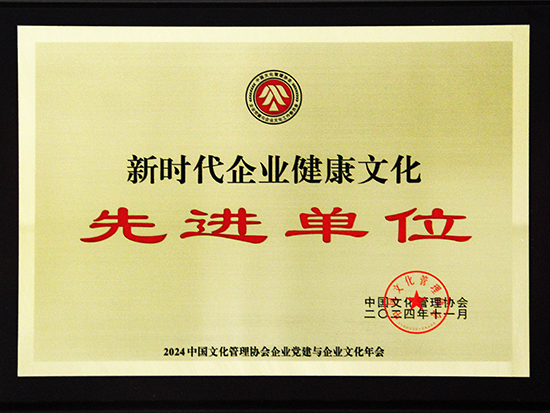 新时代企业健康文化
先进单位
中国文化管理协会
二〇二四年十一月
2024中国文化管理协会企业党建与企业文化年会